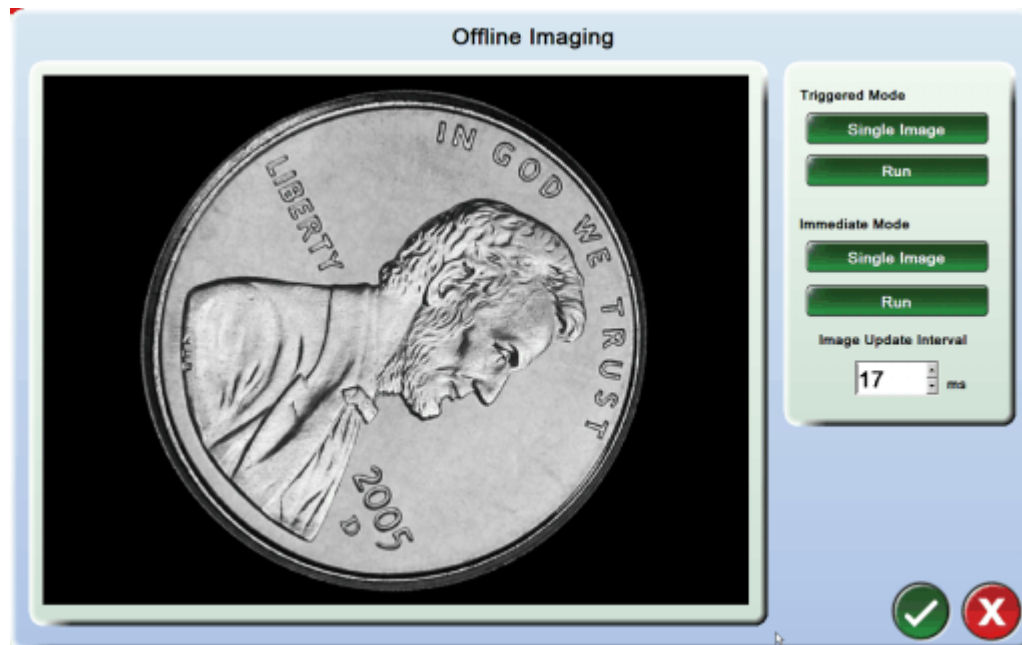 Offline Imaging
IN GOD WE TRUST
LIBERTY
2005
D
Triggered Mode
Single Image
Run
Immediate Mode
Single Image
Run
Image Update Interval
17 ms
X